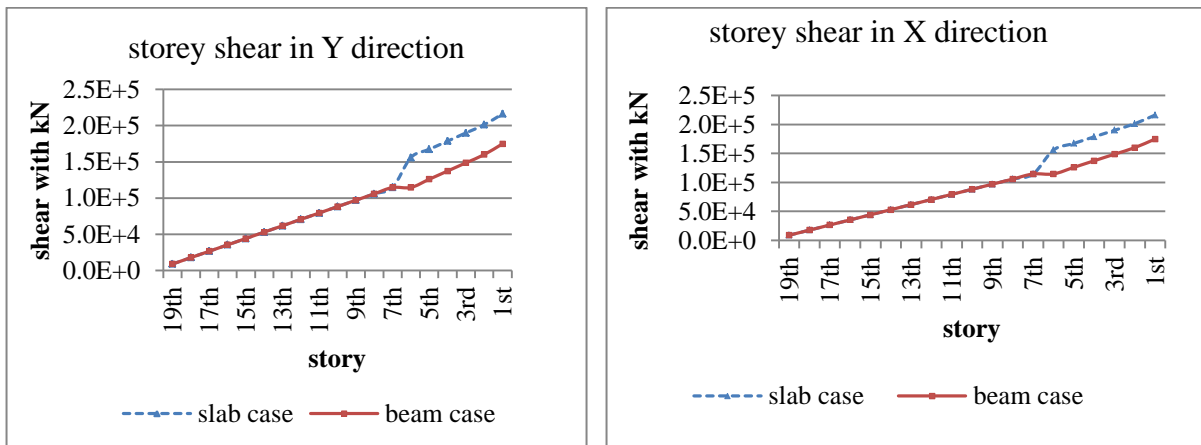 storey shear in Y direction
shear with kN
2.5E+5
2.0E+5
1.5E+5
1.0E+5
5.0E+4
0.0E+0
19th
17th
15th
13th
11th
9th
7th
5th
3rd
1st
story
slab case
beam case
storey shear in X direction
shear with kN
2.5E+5
2.0E+5
1.5E+5
1.0E+5
5.0E+4
0.0E+0
19th
17th
15th
13th
11th
9th
7th
5th
3rd
1st
story
slab case
beam case